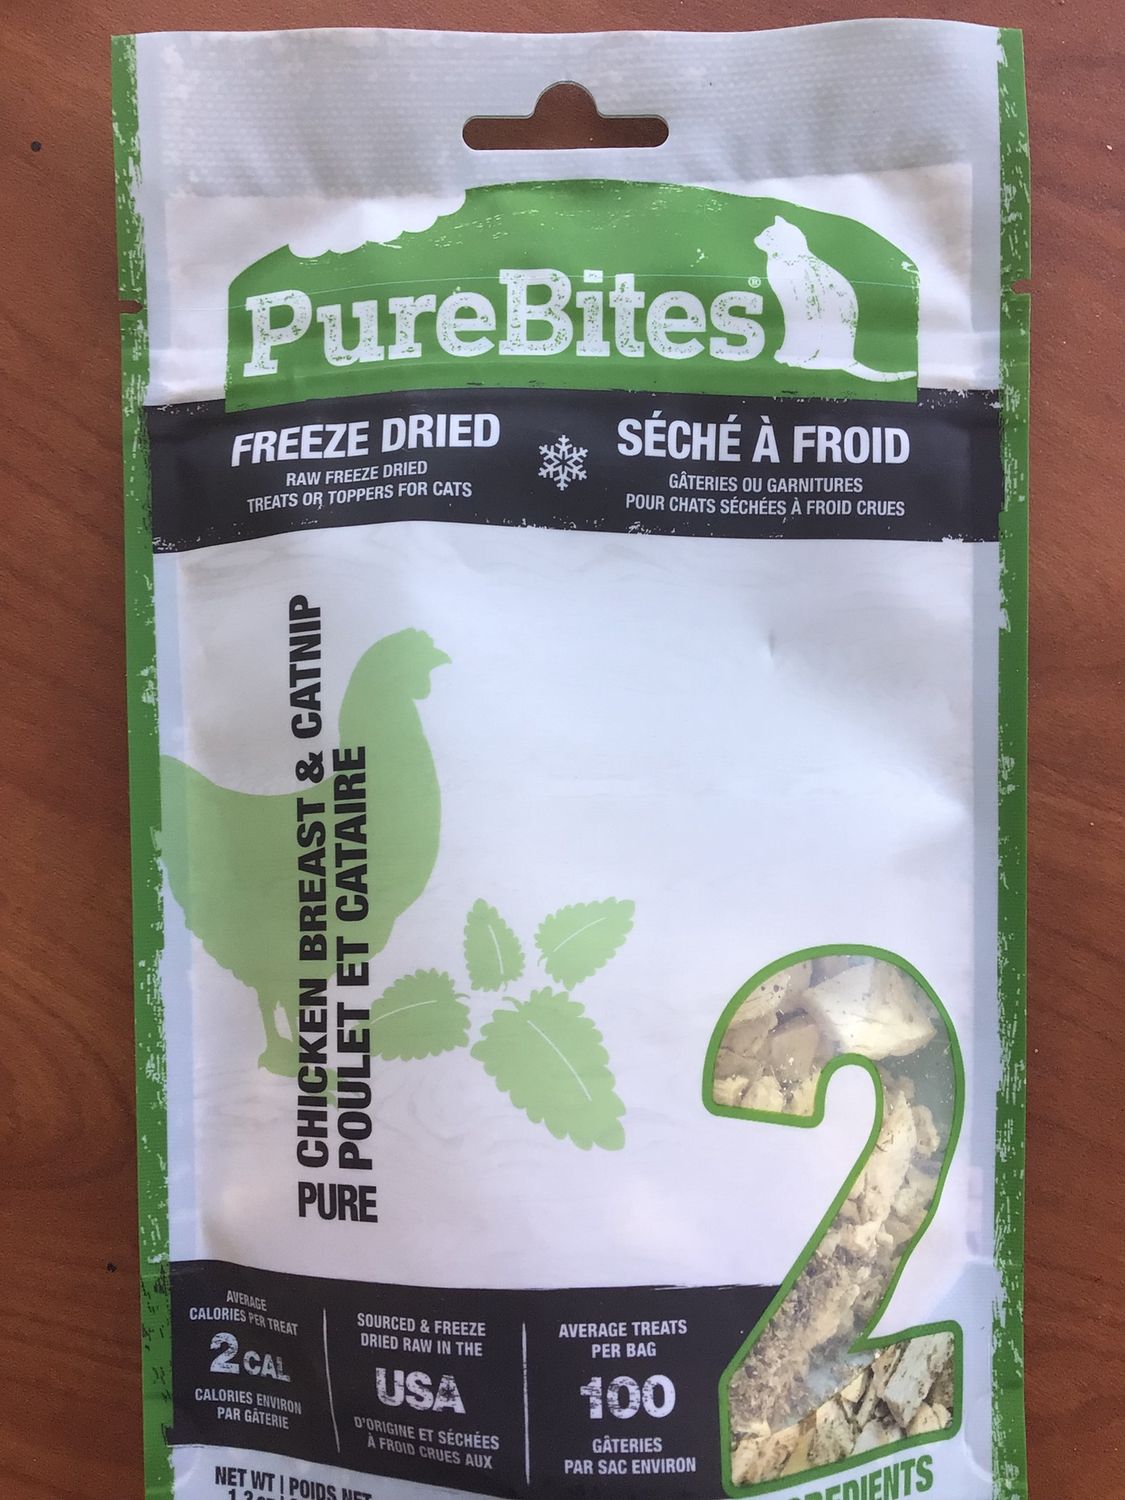 PureBites®
FREEZE DRIED
RAW FREEZE DRIED
TREATS OR TOPPERS FOR CATS
SÉCHÉ À FROID
GÂTERIES OU GARNITURES
POUR CHATS SÉCHÉES À FROID CRUES
PURE
CHICKEN BREAST & CATNIP
POULET ET CATAIRE
AVERAGE
CALORIES PER TREAT
2 CAL
CALORIES ENVIRON
PAR GÂTERIE
SOURCED & FREEZE
DRIED RAW IN THE
USA
D'ORIGINE ET SÉCHÉES
À FROID CRUES AUX
AVERAGE TREATS
PER BAG
100
GÂTERIES
PAR SAC ENVIRON
2
NET WT | POIDS NET